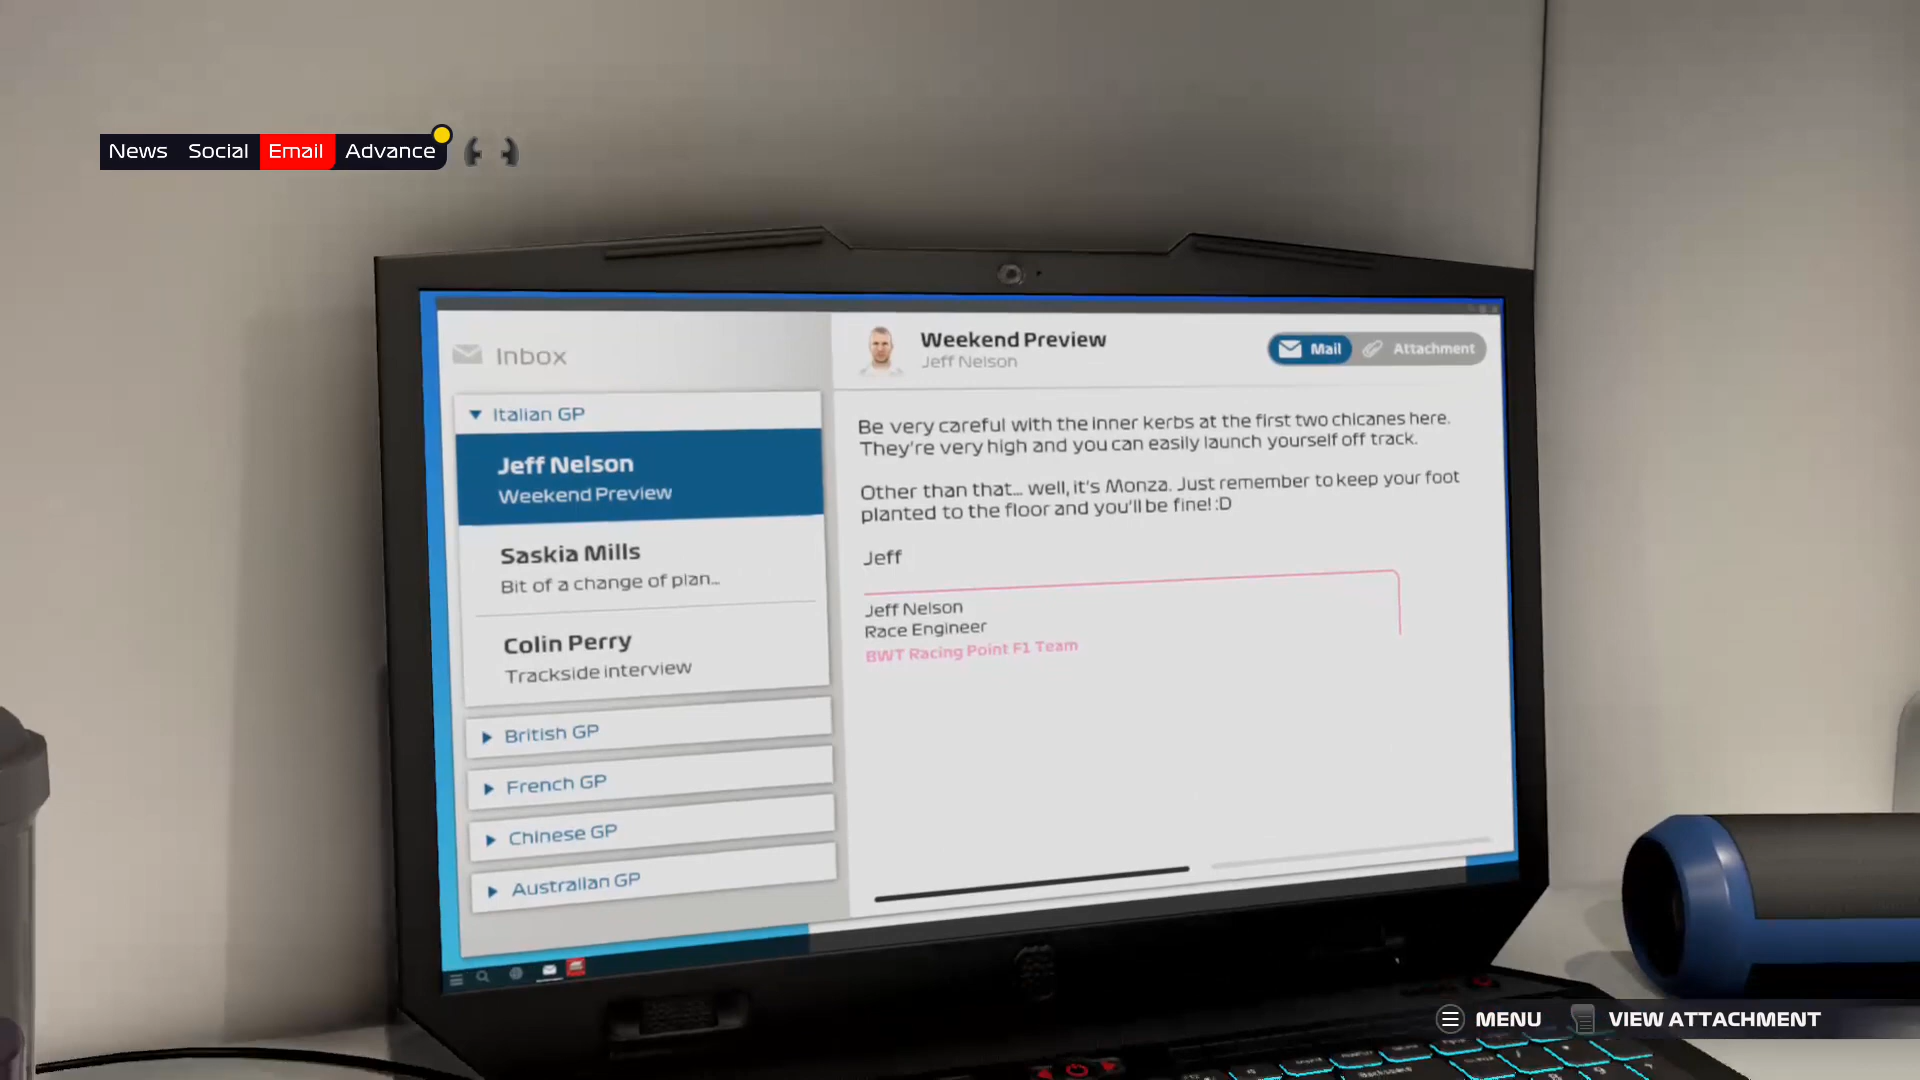 News Social Email Advance
Inbox
Italian GP
Jeff Nelson
Weekend Preview
Saskia Mills
Bit of a change of plan...
Colin Perry
Trackside interview
British GP
French GP
Chinese GP
Australian GP
Weekend Preview
Jeff Nelson
Mail
Attachment
Be very careful with the inner kerbs at the first two chicanes here.
They're very high and you can easily launch yourself off track.
Other than that... well, it's Monza. Just remember to keep your foot
planted to the floor and you'll be fine! :D
Jeff
Jeff Nelson
Race Engineer
BWT Racing Point F1 Team
MENU
VIEW ATTACHMENT
Backspace